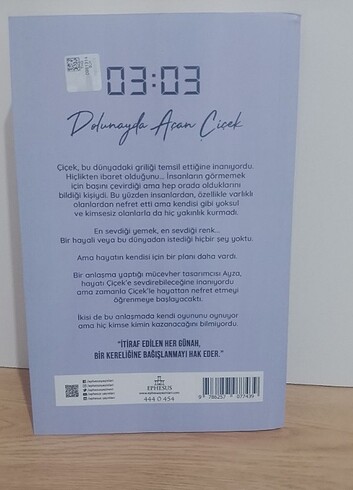 03:03
Dolunayda Açan Çiçek
Çiçek, bu dünyadaki griliği temsil ettiğine inanıyordu.
Hiçlikten ibaret olduğunu... İnsanların görmemek
için başını çevirdiği ama hep orada olduklarını
bildiği kişiydi. Bu yüzden insanlardan, özellikle varlıklı
olanlardan nefret etti ama kendisi gibi yoksul
ve kimsesiz olanlarla da hiç yakınlık kurmadı.
En sevdiği yemek, en sevdiği renk...
Bir hayali veya bu dünyadan istediği hiçbir şey yoktu.
Ama hayatın kendisi için bir planı daha vardı.
Bir anlaşma yaptığı mücevher tasarımcısı Ayza,
hayatı Çiçek'e sevdirebileceğine inanıyordu
ama zamanla Çiçek'le hayattan nefret etmeyi
öğrenmeye başlayacaktı.
İkisi de bu anlaşmada kendi oyununu oynuyor
ama hiç kimse kimin kazanacağını bilmiyordu.
"İTİRAF EDİLEN HER GÜNAH,
BİR KERELİĞİNE BAĞIŞLANMAYI HAK EDER."
EPHESUS
444 0 454
9 786257 077439